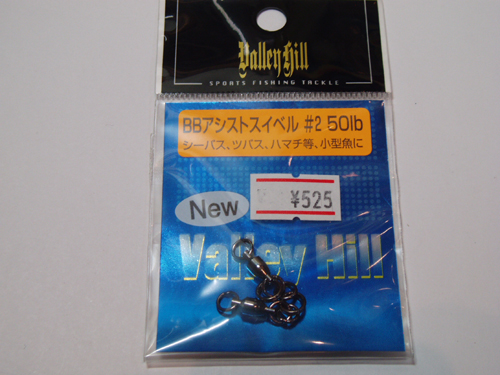 Valley Hill
SPORTS FISHING TACKLE
BBアシストスイベル #2 50lb
シーバス、ツバス、ハマチ等、小型魚に
New
¥525
Valley Hill